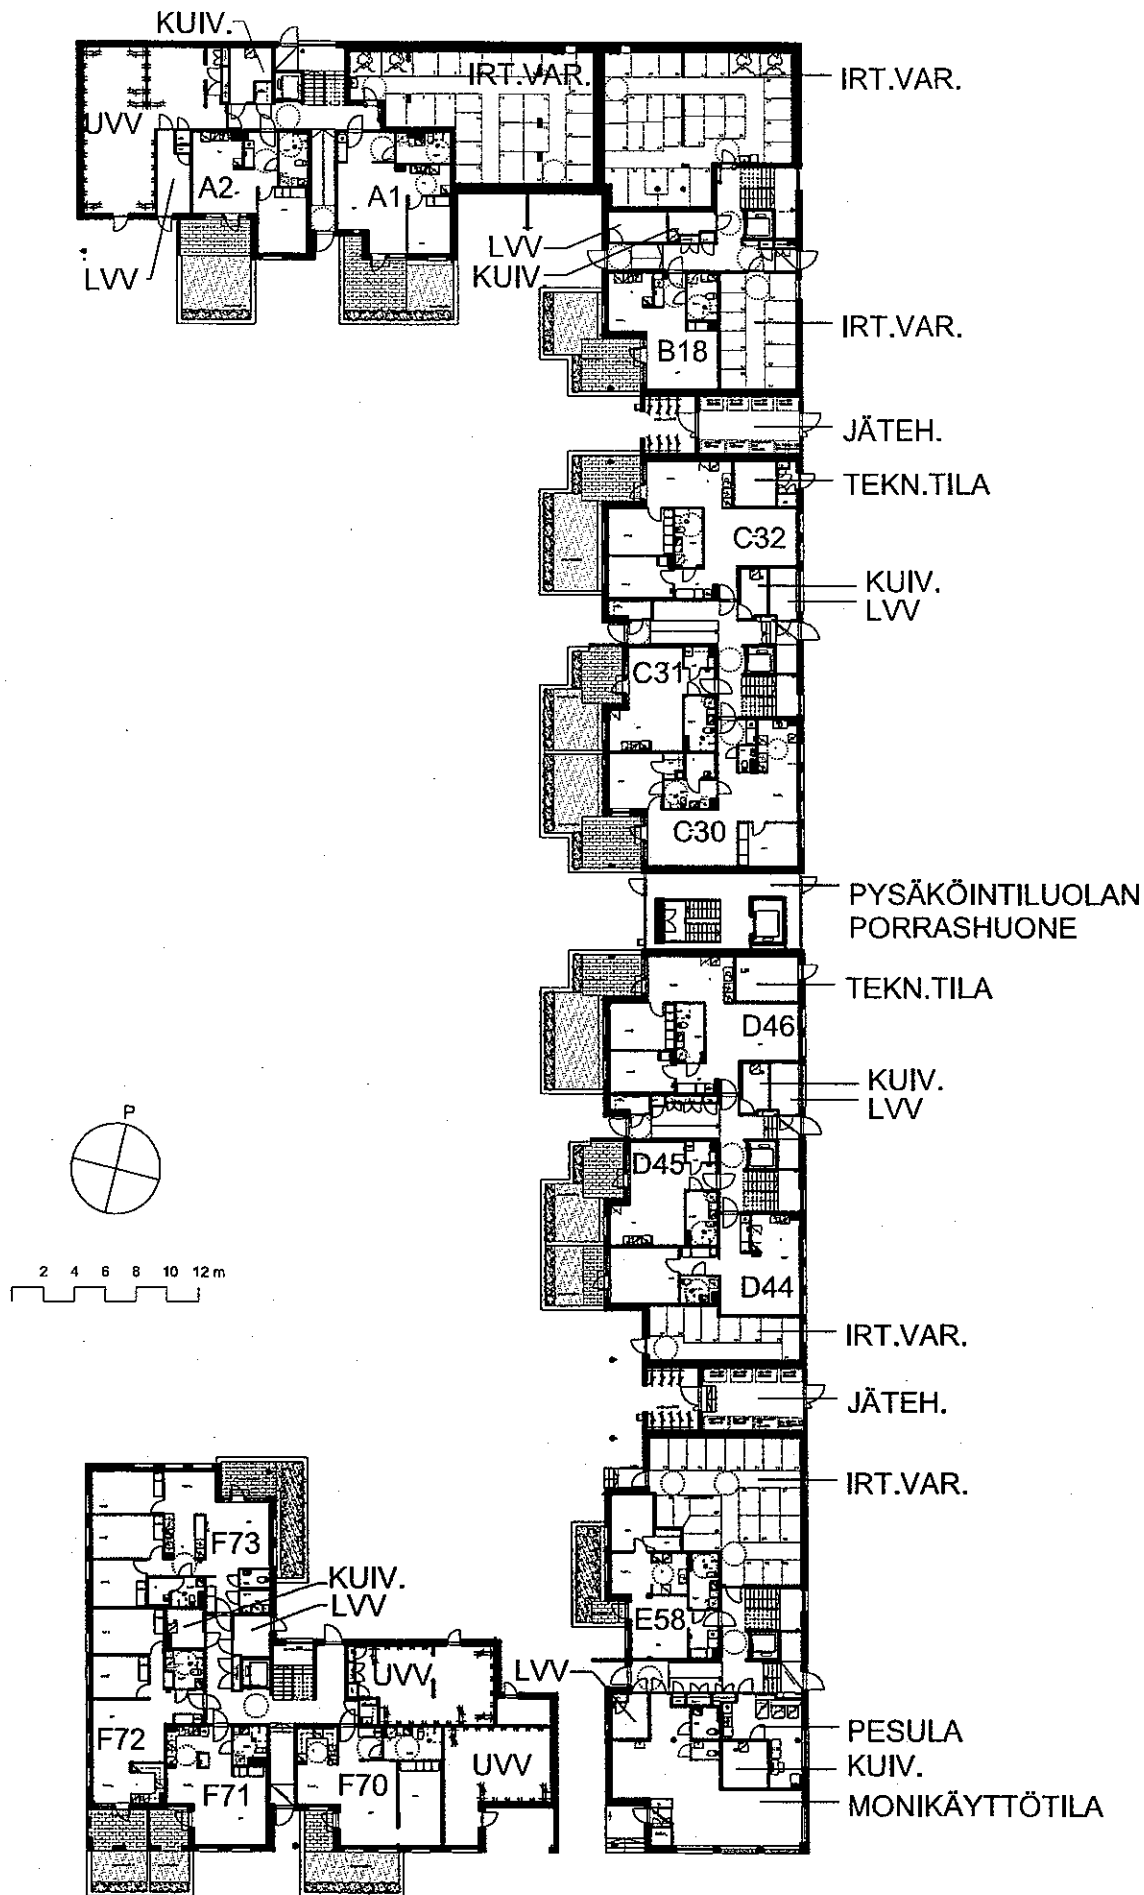 KUIV.
IRT.VAR.
IRT.VAR.
UVV
A2
A1
LVV
LVV
KUIV
IRT.VAR.
B18
JÄTEH.
TEKN.TILA
C32
KUIV.
LVV
C31
C30
PYSÄKÖINTILUOLAN
PORRASHUONE
TEKN.TILA
D46
KUIV.
LVV
P
D45
2 4 6 8 10 12 m
D44
IRT.VAR.
JÄTEH.
IRT.VAR.
F73
KUIV.
LVV
E58
UVV
LVV
F72
F71
F70
UVV
PESULA
KUIV.
MONIKÄYTTÖTILA